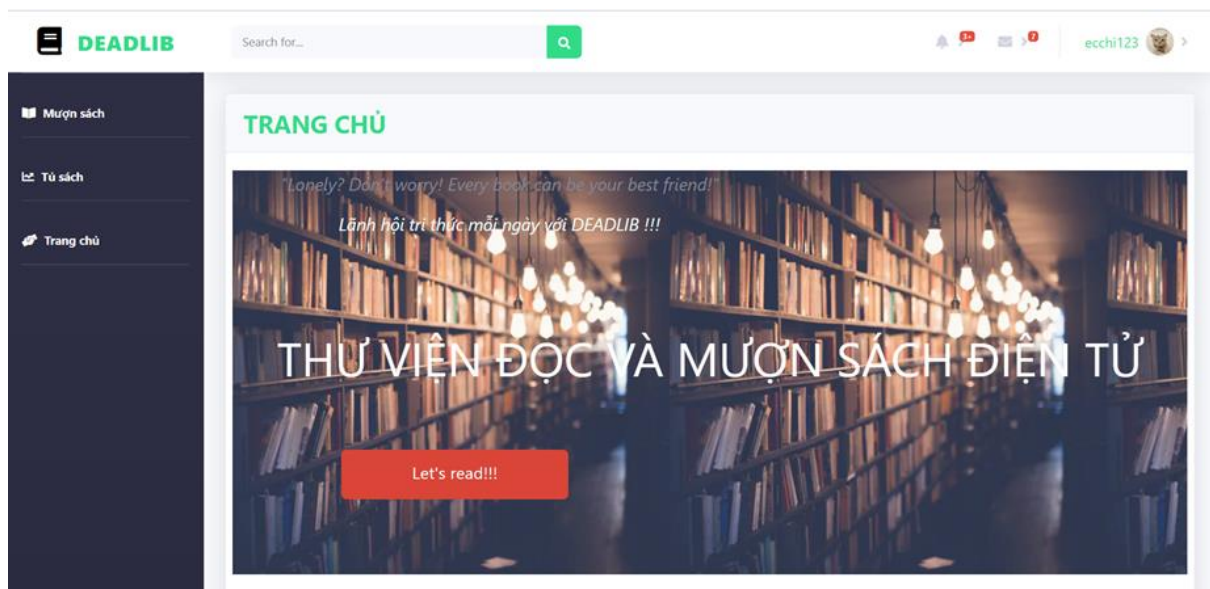 DEADLIB
Search for...
3+
7
ecchi123
Mượn sách
Tủ sách
Trang chủ
TRANG CHỦ
"Lonely? Don't worry! Every book can be your best friend!"
Lãnh hội tri thức mỗi ngày với DEADLIB !!!
THƯ VIỆN ĐỌC VÀ MƯỢN SÁCH ĐIỆN TỬ
Let's read!!!